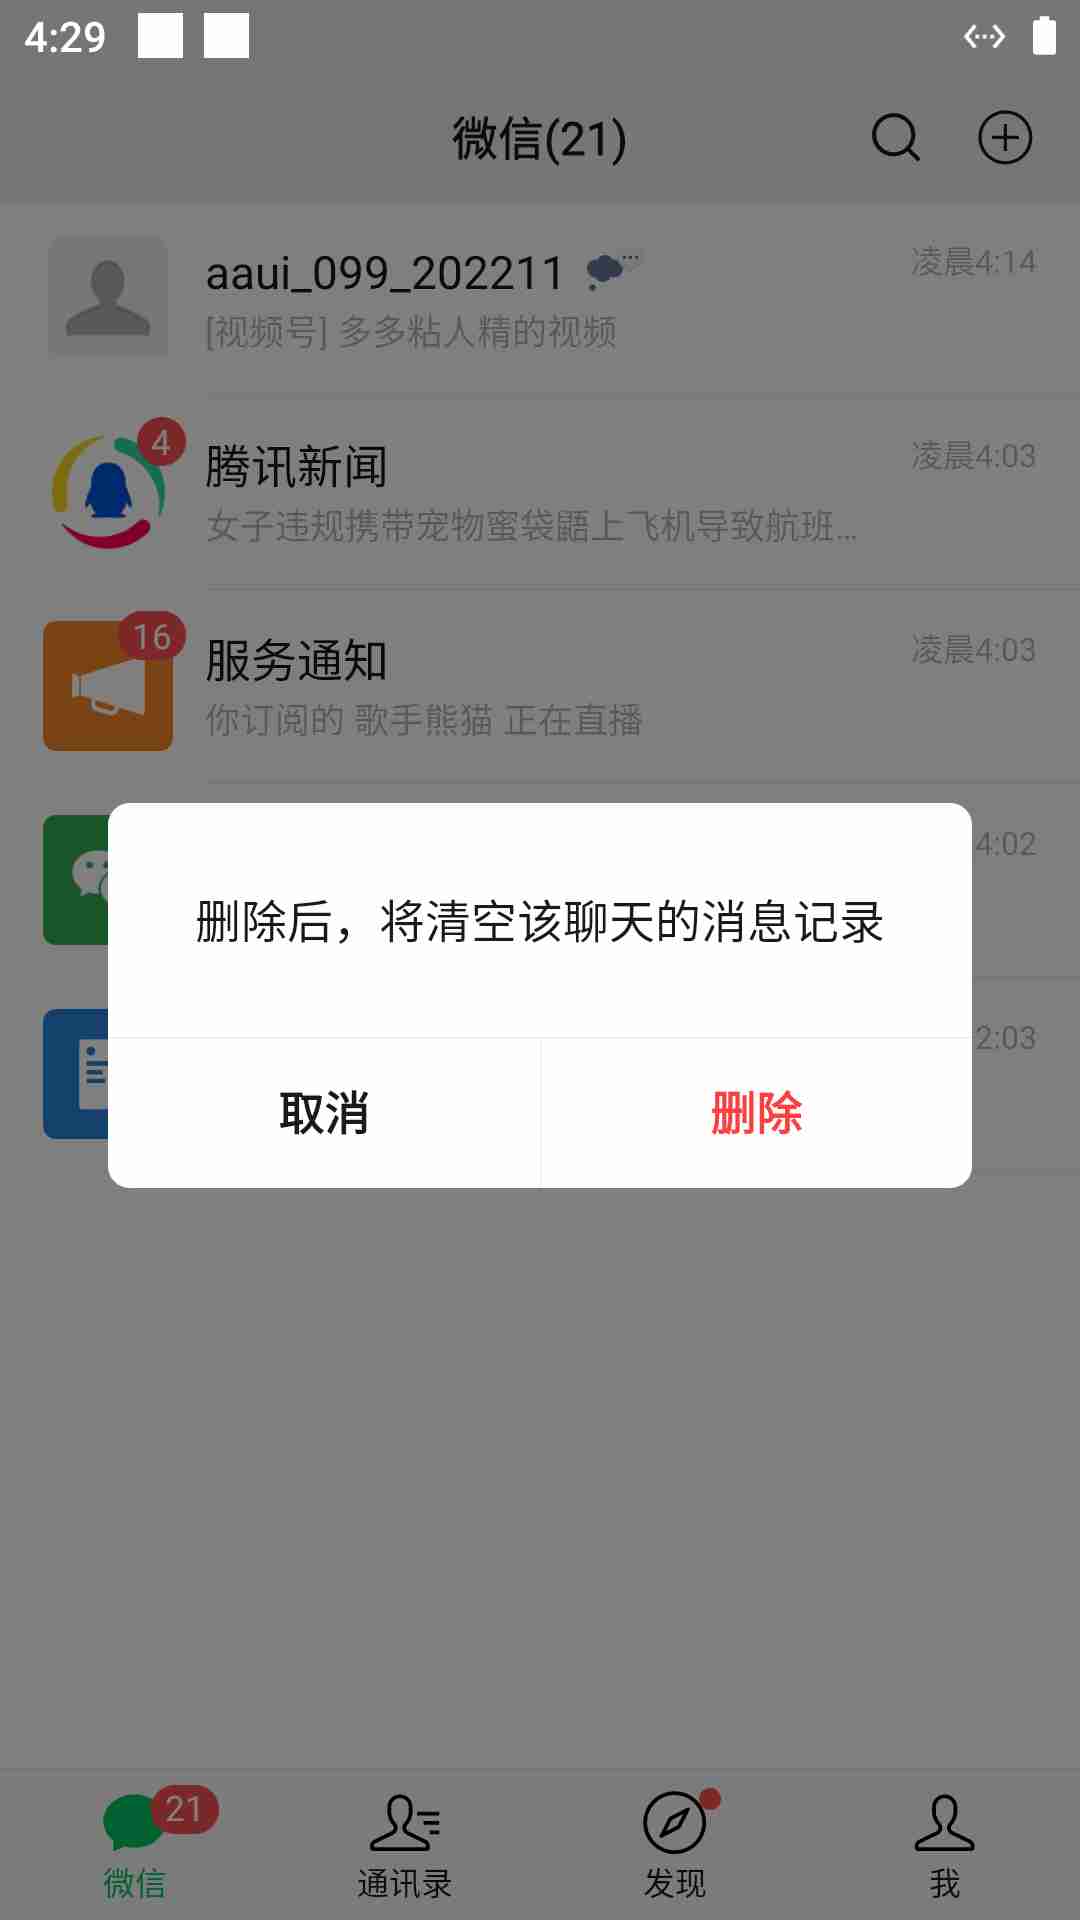 4:29
微信(21)
aaui_099_202211
凌晨4:14
[视频号] 多多粘人精的视频
4
腾讯新闻
凌晨4:03
女子违规携带宠物蜜袋鼯上飞机导致航班...
16
服务通知
凌晨4:03
你订阅的 歌手熊猫 正在直播
4:02
删除后，将清空该聊天的消息记录
2:03
取消
删除
21
微信
通讯录
发现
我